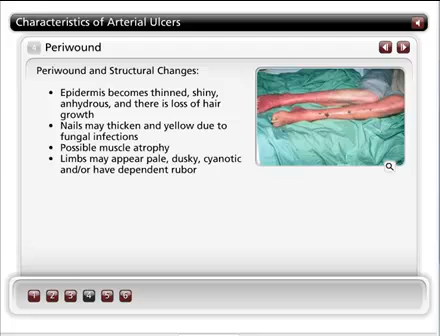 Characteristics of Arterial Ulcers
4 Periwound
Periwound and Structural Changes:
• Epidermis becomes thinned, shiny,
anhydrous, and there is loss of hair
growth
• Nails may thicken and yellow due to
fungal infections
• Possible muscle atrophy
• Limbs may appear pale, dusky, cyanotic
and/or have dependent rubor
1 2 3 4 5 6